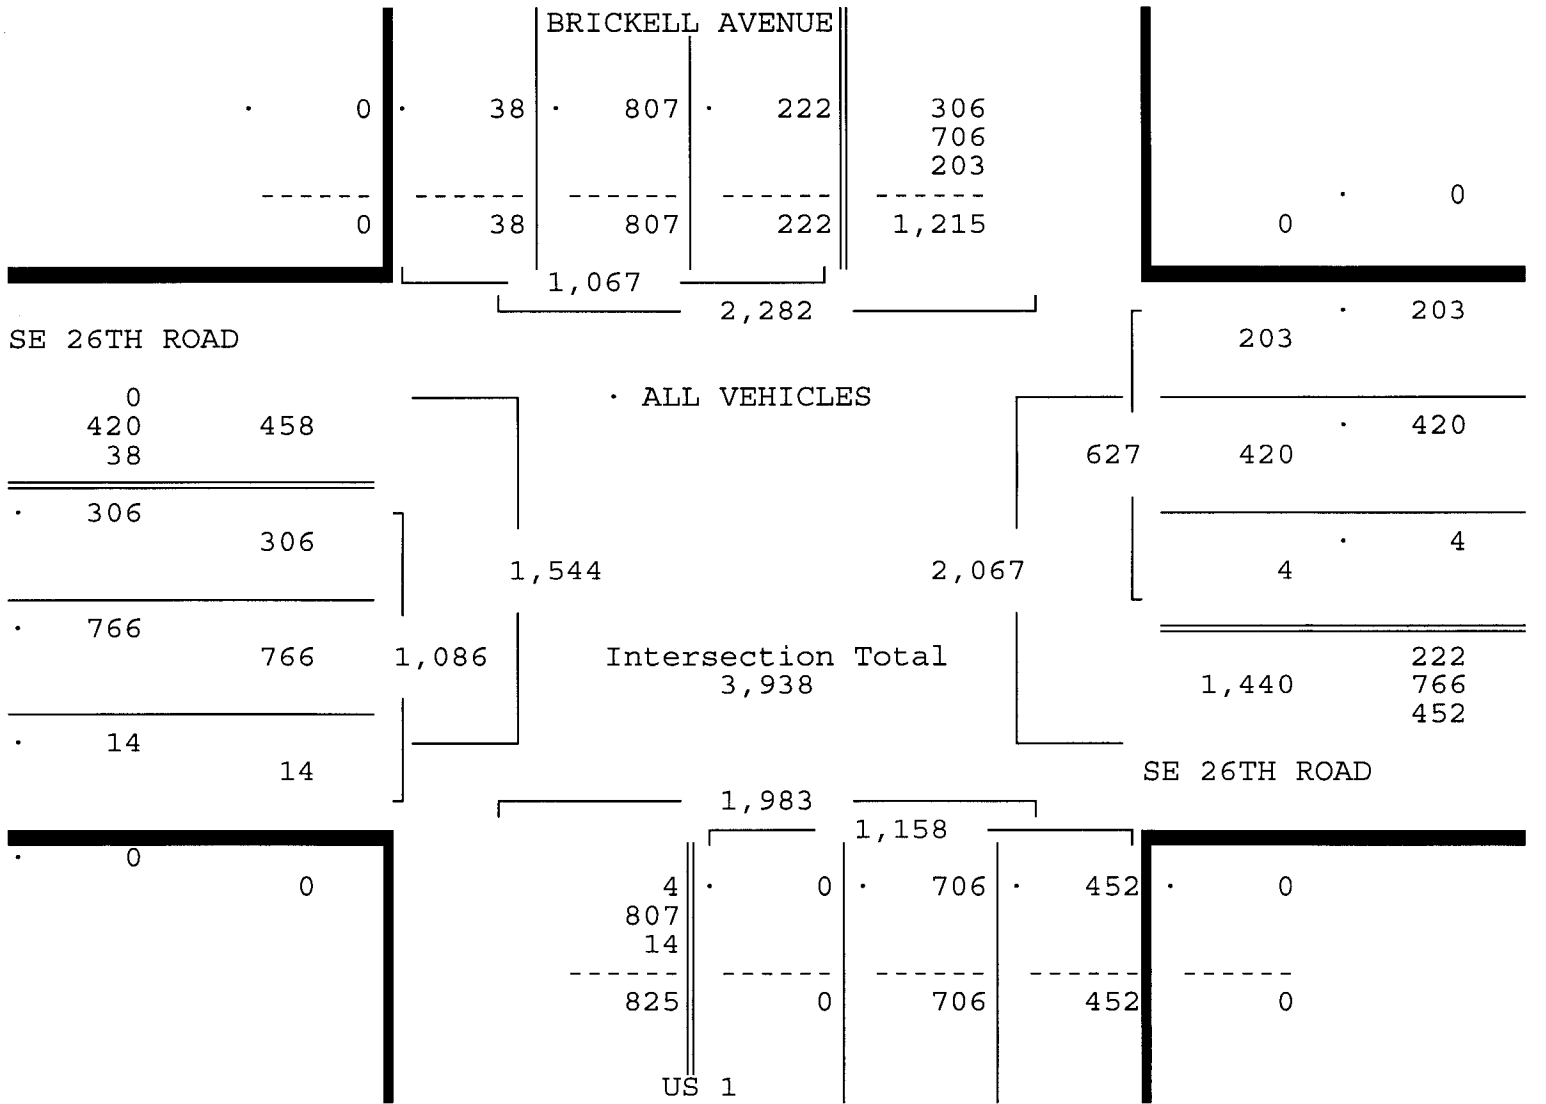 BRICKELL AVENUE
· 0 · 38 · 807 · 222 306
706
203
------ ------ ------ ------ ------ · 0
0 38 807 222 1,215 0
1,067
2,282 · 203
SE 26TH ROAD 203
0 · ALL VEHICLES
420 458 · 420
38 627 420
· 306
306 · 4
1,544 2,067 4
· 766
766 1,086 Intersection Total 222
3,938 1,440 766
452
· 14
14 SE 26TH ROAD
1,983
1,158
· 0
0 4 · 0 · 706 · 452 · 0
807
14
------ ------ ------ ------ ------
825 0 706 452 0
US 1